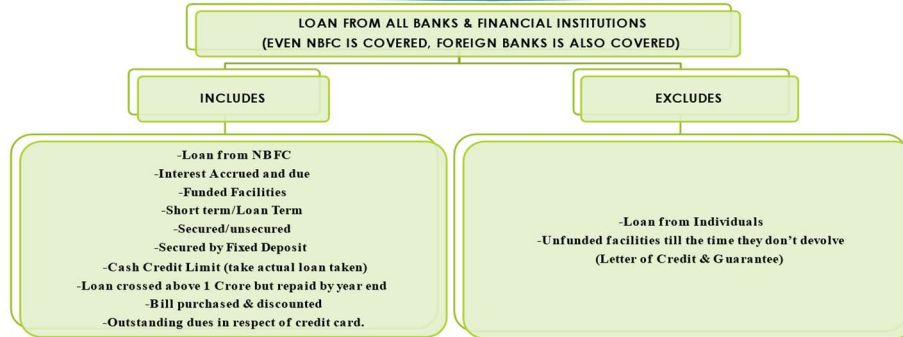 LOAN FROM ALL BANKS & FINANCIAL INSTITUTIONS
(EVEN NBFC IS COVERED, FOREIGN BANKS IS ALSO COVERED)
INCLUDES
EXCLUDES
-Loan from NBFC
-Interest Accrued and due
-Funded Facilities
-Short term/Loan Term
-Secured/unsecured
-Secured by Fixed Deposit
-Cash Credit Limit (take actual loan taken)
-Loan crossed above 1 Crore but repaid by year end
-Bill purchased & discounted
-Outstanding dues in respect of credit card.
-Loan from Individuals
-Unfunded facilities till the time they don’t devolve
(Letter of Credit & Guarantee)